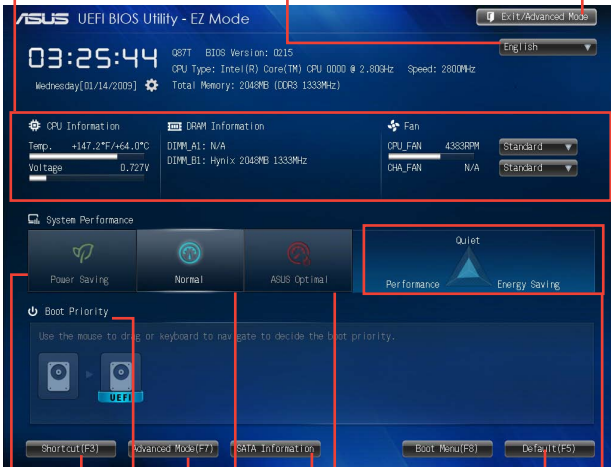 ASUS UEFI BIOS Utility - EZ Mode
Exit/Advanced Mode
English
03:25:44
Wednesday[01/14/2009]
Q87T BIOS Version: 0215
CPU Type: Intel(R) Core(TM) CPU 0000 @ 2.80GHz Speed: 2800MHz
Total Memory: 2048MB (DDR3 1333MHz)
CPU Information
Temp. +147.2°F/+64.0°C
Voltage 0.727V
DRAM Information
DIMM_A1: N/A
DIMM_B1: Hynix 2048MB 1333MHz
Fan
CPU_FAN 4383RPM Standard
CHA_FAN N/A Standard
System Performance
Power Saving
Normal
ASUS Optimal
Quiet
Performance
Energy Saving
Boot Priority
Use the mouse to drag or keyboard to navigate to decide the boot priority.
UEFI
Shortcut(F3)
Advanced Mode(F7)
SATA Information
Boot Menu(F8)
Default(F5)